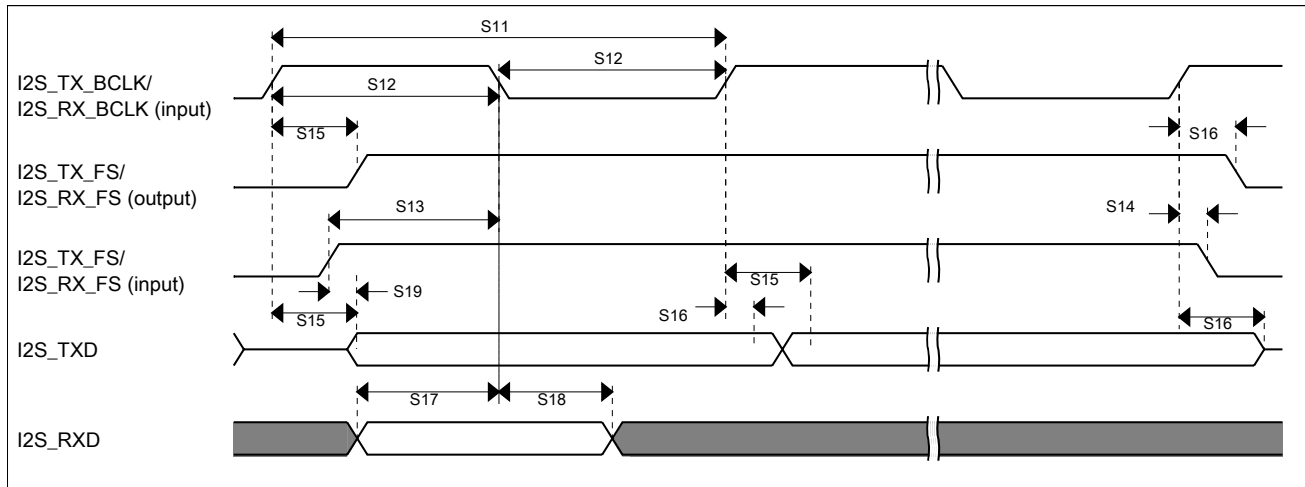 S11
I2S_TX_BCLK/
I2S_RX_BCLK (input)
S12
S12
S15
S16
I2S_TX_FS/
I2S_RX_FS (output)
S13
S14
I2S_TX_FS/
I2S_RX_FS (input)
S15
S19
S15
S16
S16
I2S_TXD
S17
S18
I2S_RXD